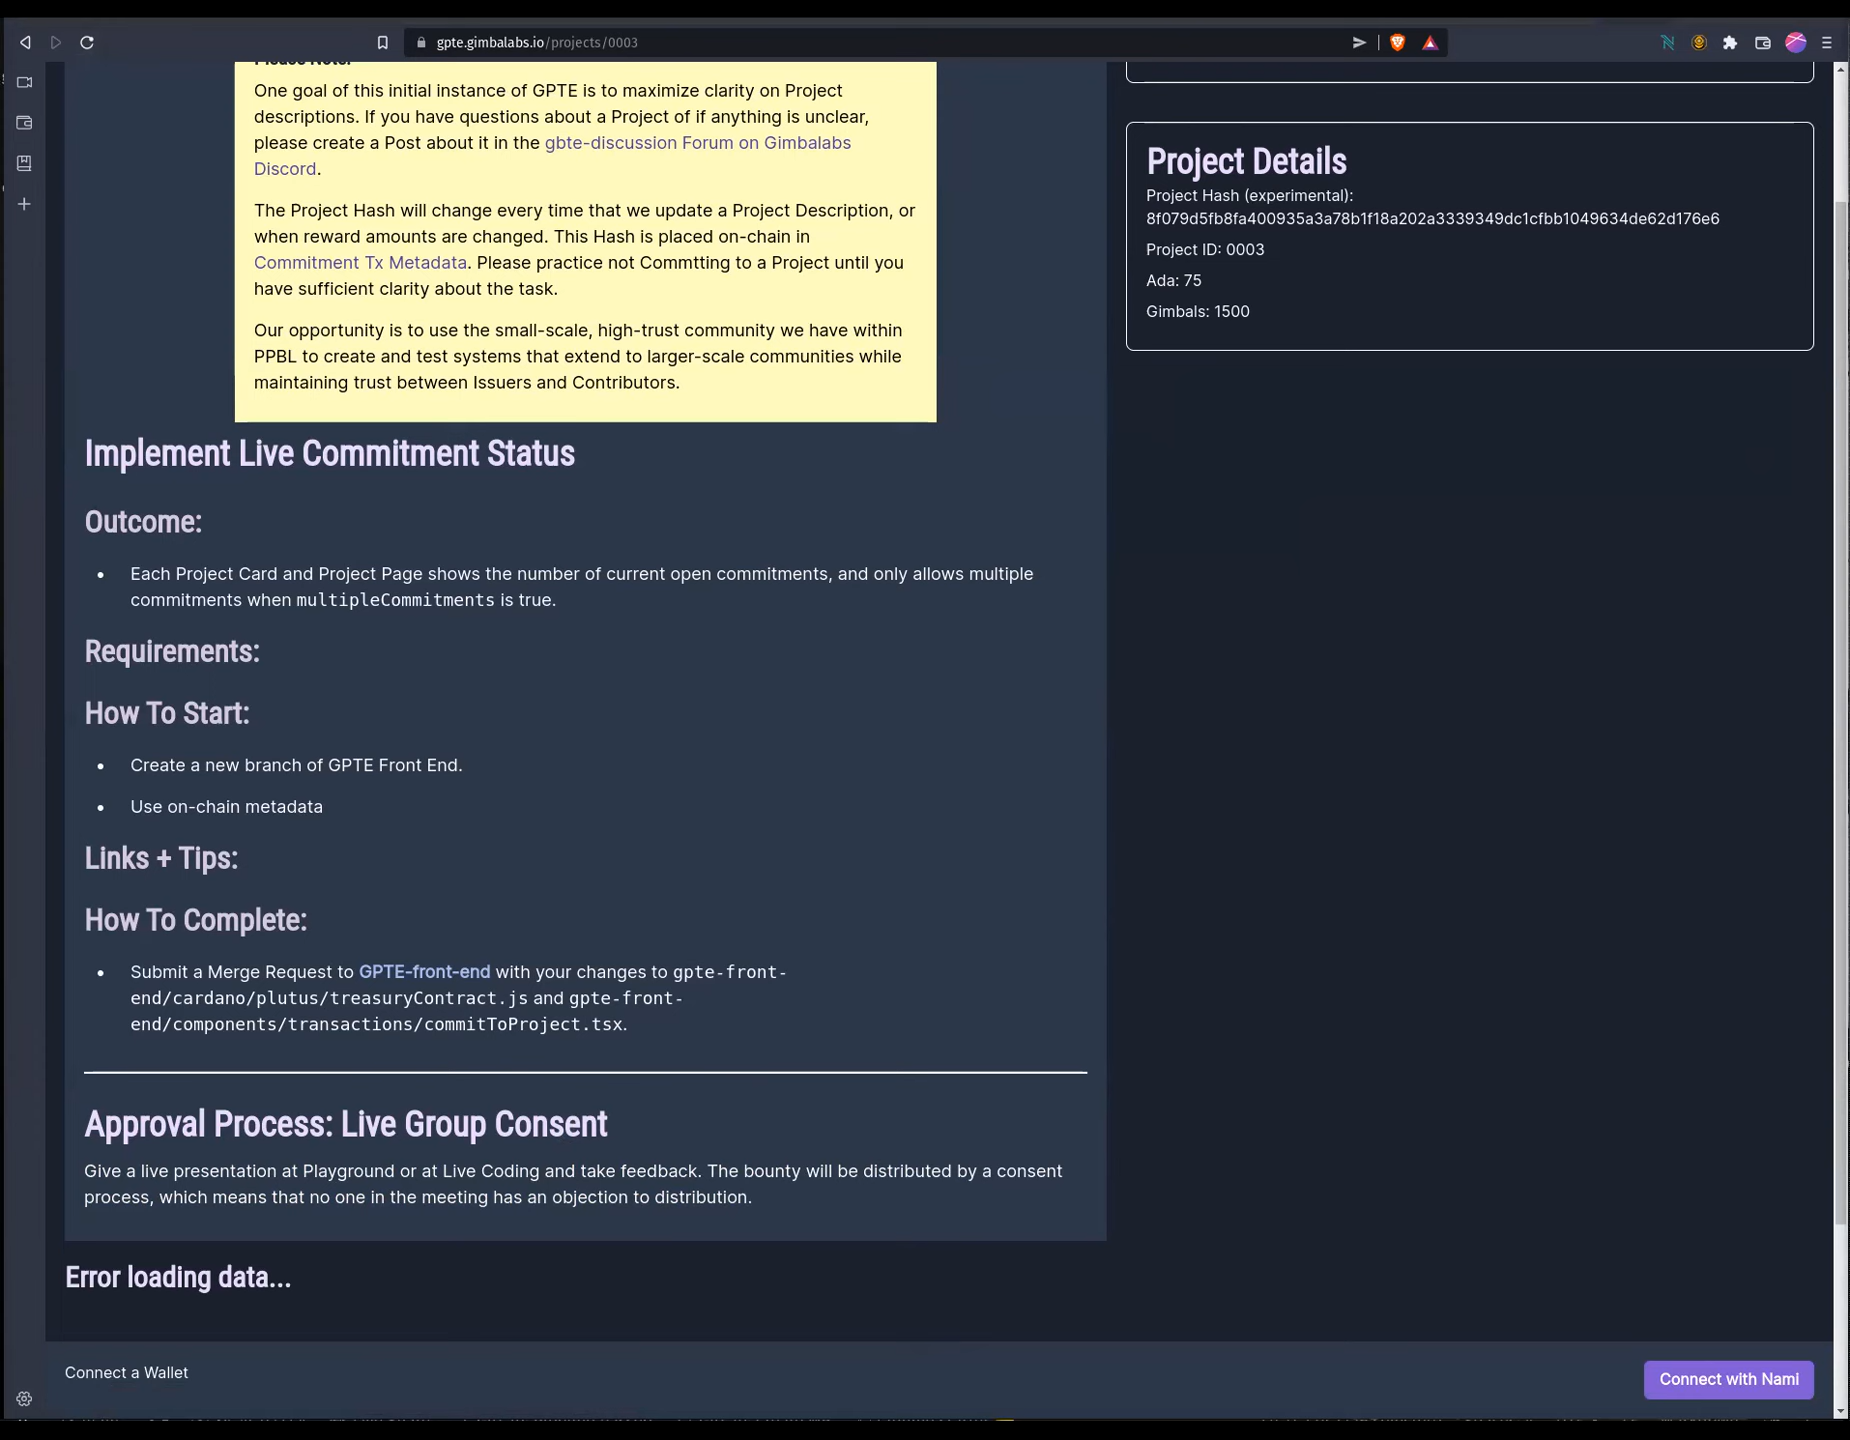 gpte.gimbalabs.io/projects/0003
Please Note:
One goal of this initial instance of GPTE is to maximize clarity on Project
descriptions. If you have questions about a Project of if anything is unclear,
please create a Post about it in the gbte-discussion Forum on Gimbalabs
Discord.
The Project Hash will change every time that we update a Project Description, or
when reward amounts are changed. This Hash is placed on-chain in
Commitment Tx Metadata. Please practice not Commtting to a Project until you
have sufficient clarity about the task.
Our opportunity is to use the small-scale, high-trust community we have within
PPBL to create and test systems that extend to larger-scale communities while
maintaining trust between Issuers and Contributors.
Implement Live Commitment Status
Outcome:
Each Project Card and Project Page shows the number of current open commitments, and only allows multiple
commitments when multipleCommitments is true.
Requirements:
How To Start:
Create a new branch of GPTE Front End.
Use on-chain metadata
Links + Tips:
How To Complete:
Submit a Merge Request to GPTE-front-end with your changes to gpte-front-
end/cardano/plutus/treasuryContract.js and gpte-front-
end/components/transactions/commitToProject.tsx.
Approval Process: Live Group Consent
Give a live presentation at Playground or at Live Coding and take feedback. The bounty will be distributed by a consent
process, which means that no one in the meeting has an objection to distribution.
Error loading data...
Project Details
Project Hash (experimental):
8f079d5fb8fa400935a3a78b1f18a202a3339349dc1cfbb1049634de62d176e6
Project ID: 0003
Ada: 75
Gimbals: 1500
Connect a Wallet
Connect with Nami